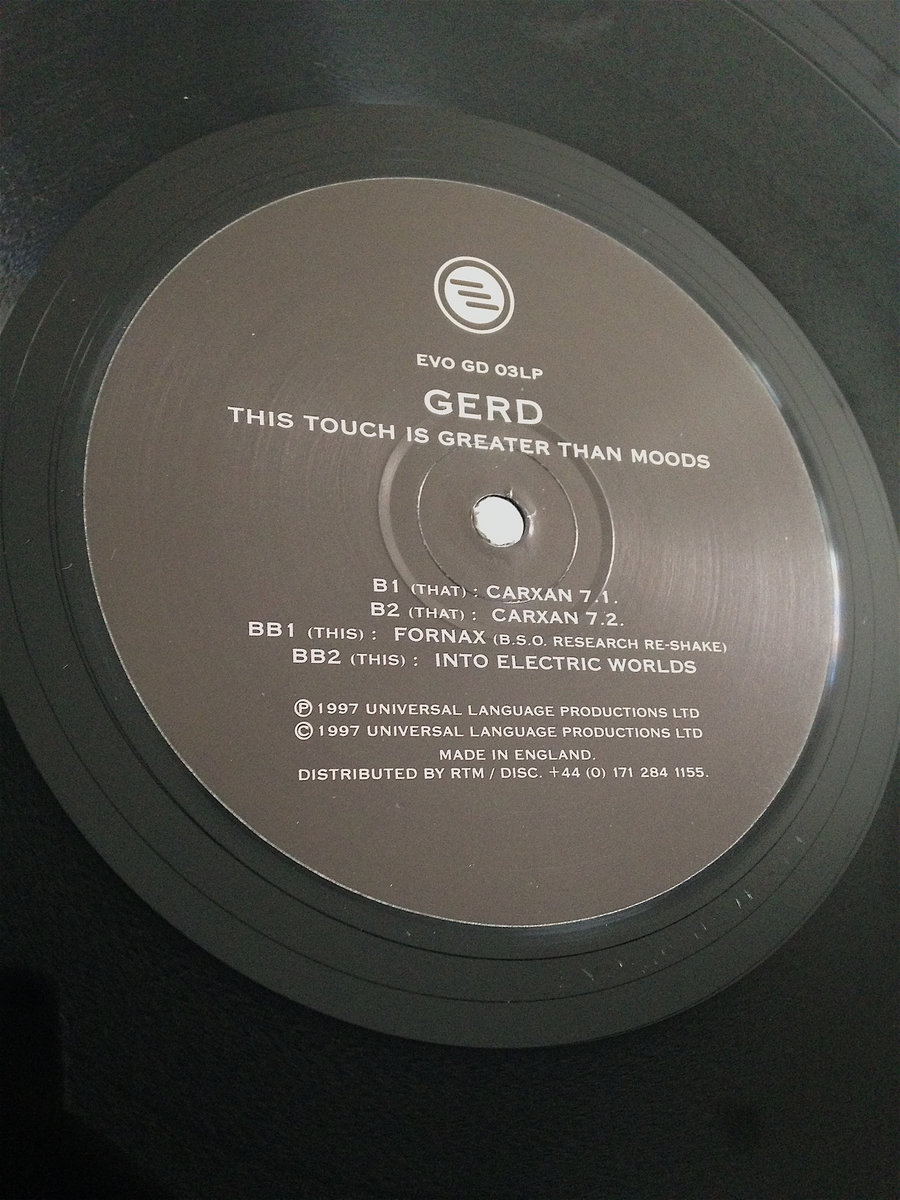 EVO GD 03LP
GERD
THIS TOUCH IS GREATER THAN MOODS
B1 (THAT) : CARXAN 7.1.
B2 (THAT) : CARXAN 7.2.
BB1 (THIS) : FORNAX (B.S.O. RESEARCH RE-SHAKE)
BB2 (THIS) : INTO ELECTRIC WORLDS
℗ 1997 UNIVERSAL LANGUAGE PRODUCTIONS LTD
© 1997 UNIVERSAL LANGUAGE PRODUCTIONS LTD
MADE IN ENGLAND.
DISTRIBUTED BY RTM / DISC. +44 (0) 171 284 1155.